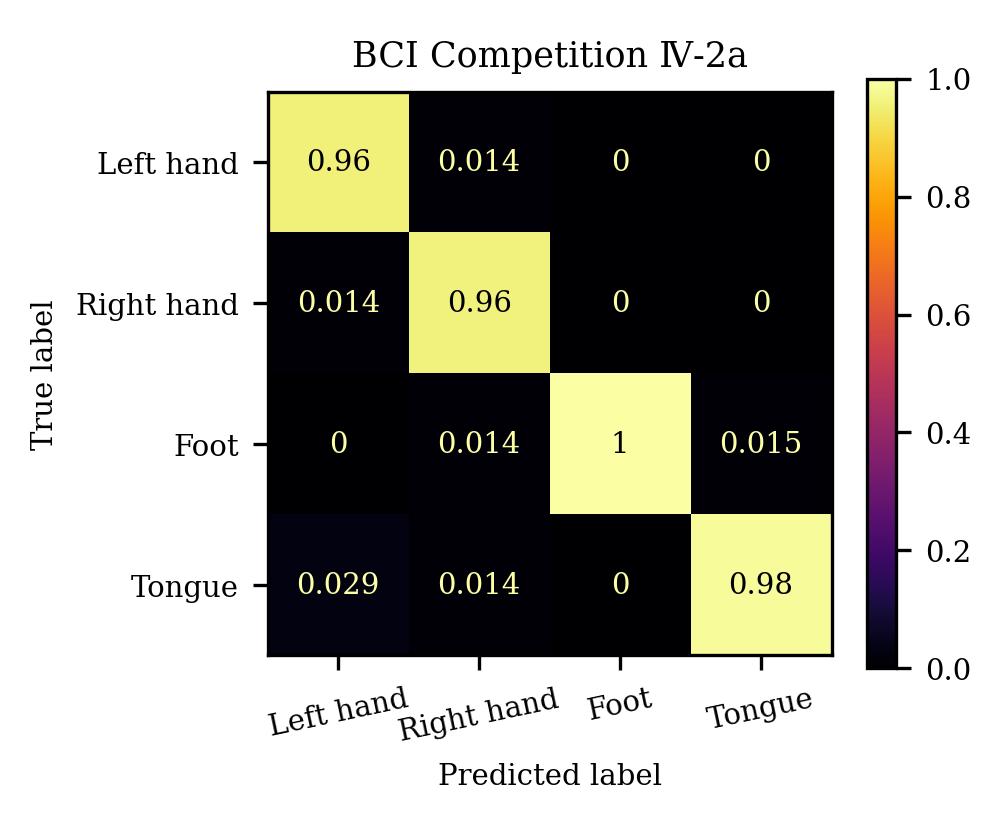 BCI Competition IV-2a
1.0
Left hand 0.96 0.014 0 0
0.8
Right hand 0.014 0.96 0 0
0.6
True label
Foot 0 0.014 1 0.015
0.4
Tongue 0.029 0.014 0 0.98
0.2
0.0
Left hand Right hand Foot Tongue
Predicted label